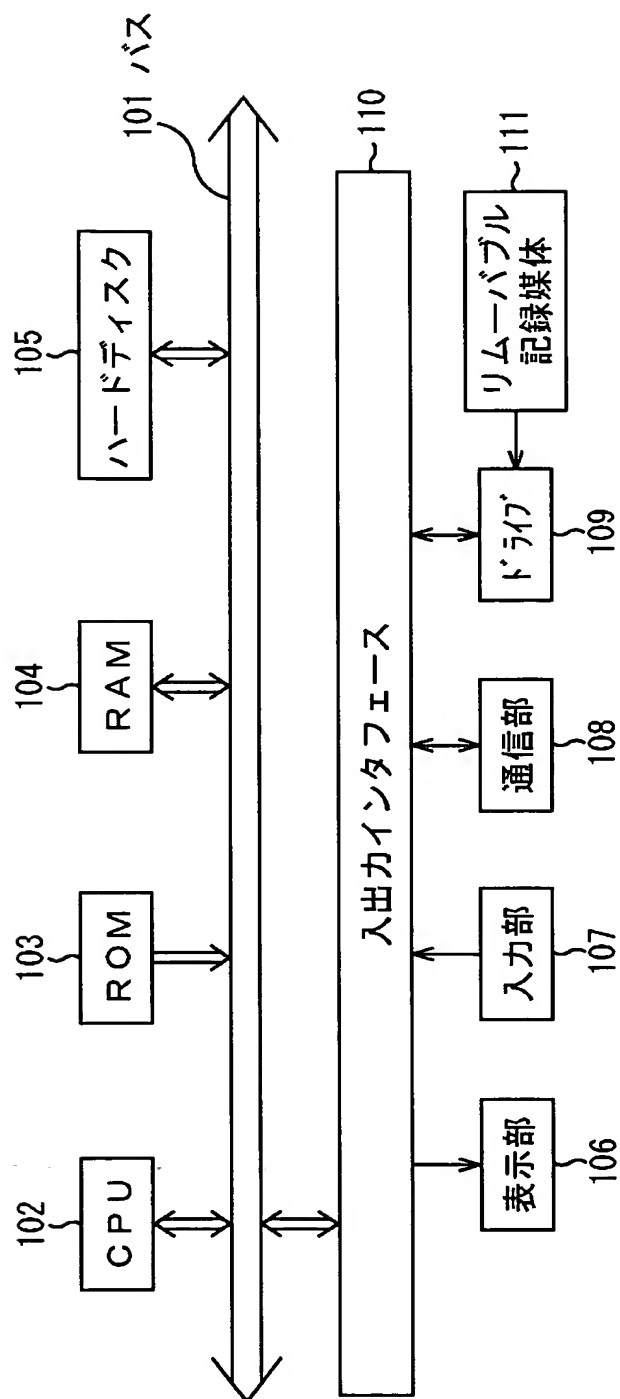 102
CPU
103
ROM
104
RAM
105
ハードディスク
101 バス
110
入出力インタフェース
表示部
106
入力部
107
通信部
108
ドライブ
109
リムーバブル
記録媒体
111